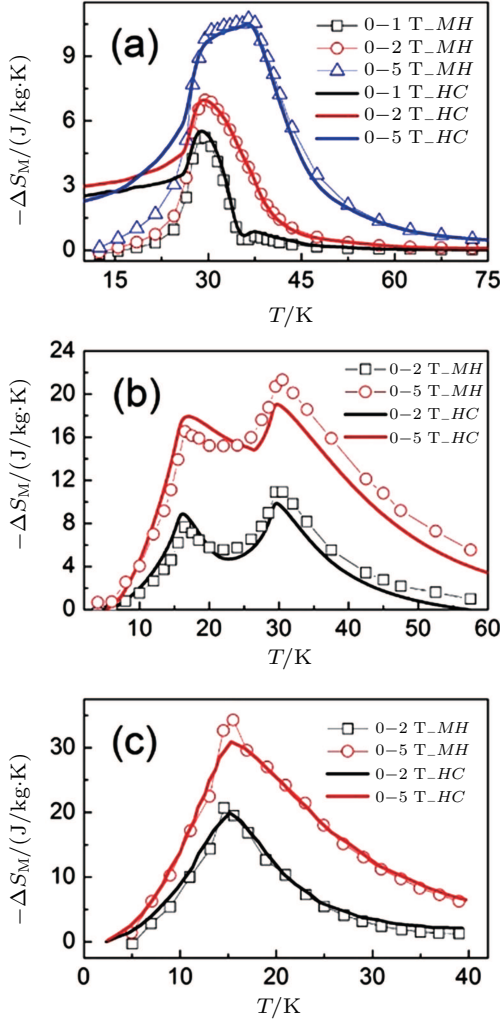 (a)
0−1 T_MH
0−2 T_MH
0−5 T_MH
0−1 T_HC
0−2 T_HC
0−5 T_HC
−ΔS_M/(J/kg·K)
9
6
3
0
15 30 45 60 75
T/K
(b)
0−2 T_MH
0−5 T_MH
0−2 T_HC
0−5 T_HC
−ΔS_M/(J/kg·K)
24
20
16
12
8
4
0
10 20 30 40 50 60
T/K
(c)
0−2 T_MH
0−5 T_MH
0−2 T_HC
0−5 T_HC
−ΔS_M/(J/kg·K)
30
20
10
0
0 10 20 30 40
T/K